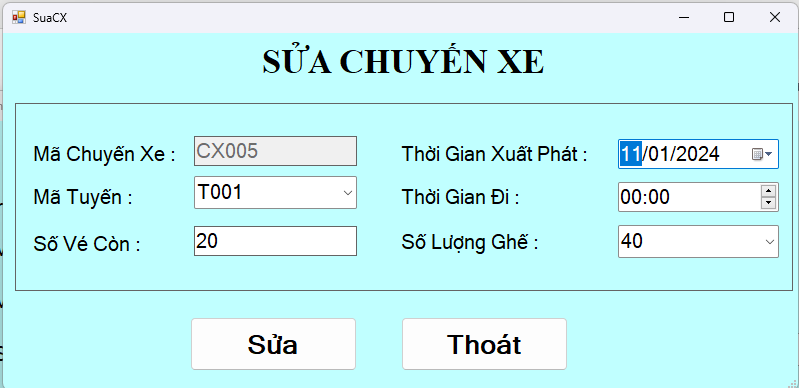 SuaCX
SỬA CHUYẾN XE
Mã Chuyến Xe : CX005 Thời Gian Xuất Phát : 11/01/2024
Mã Tuyến : T001 Thời Gian Đi : 00:00
Số Vé Còn : 20 Số Lượng Ghế : 40
Sửa Thoát